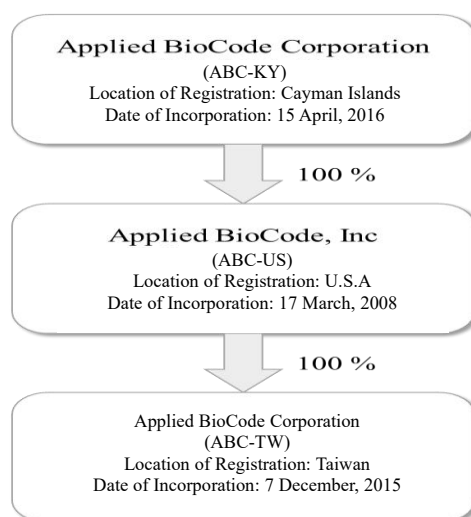 Applied BioCode Corporation
(ABC-KY)
Location of Registration: Cayman Islands
Date of Incorporation: 15 April, 2016
100 %
Applied BioCode, Inc
(ABC-US)
Location of Registration: U.S.A
Date of Incorporation: 17 March, 2008
100 %
Applied BioCode Corporation
(ABC-TW)
Location of Registration: Taiwan
Date of Incorporation: 7 December, 2015